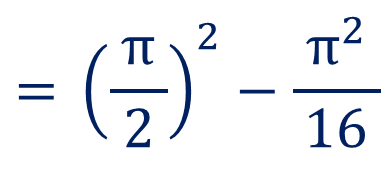 = (π/2)² − π²/16